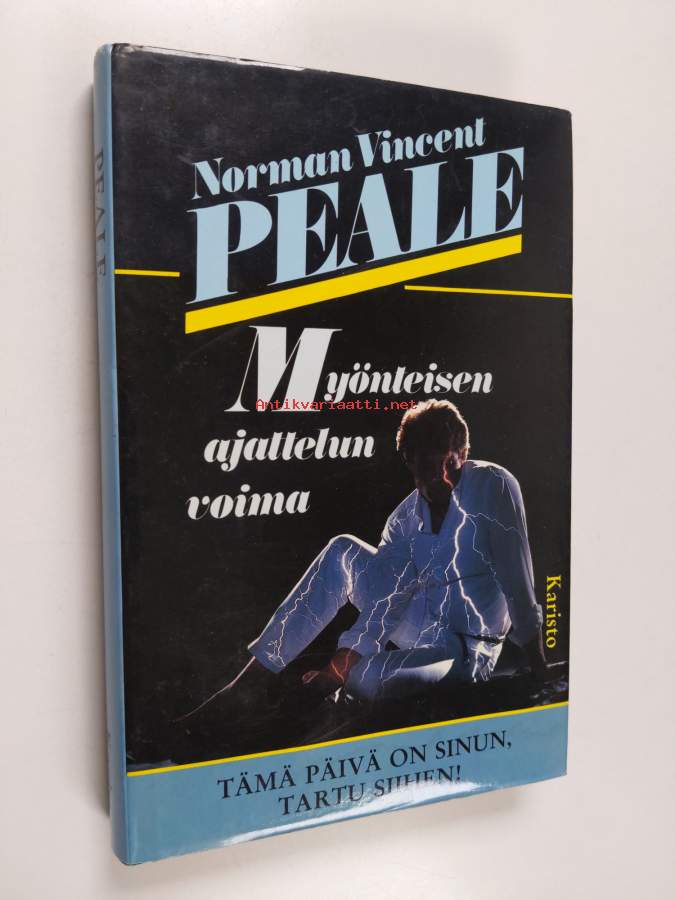 PEALE
Norman Vincent
PEALE
Myönteisen
Antikvariaatti.net
ajattelun
voima
Karisto
TÄMÄ PÄIVÄ ON SINUN,
TARTU SIIHEN!